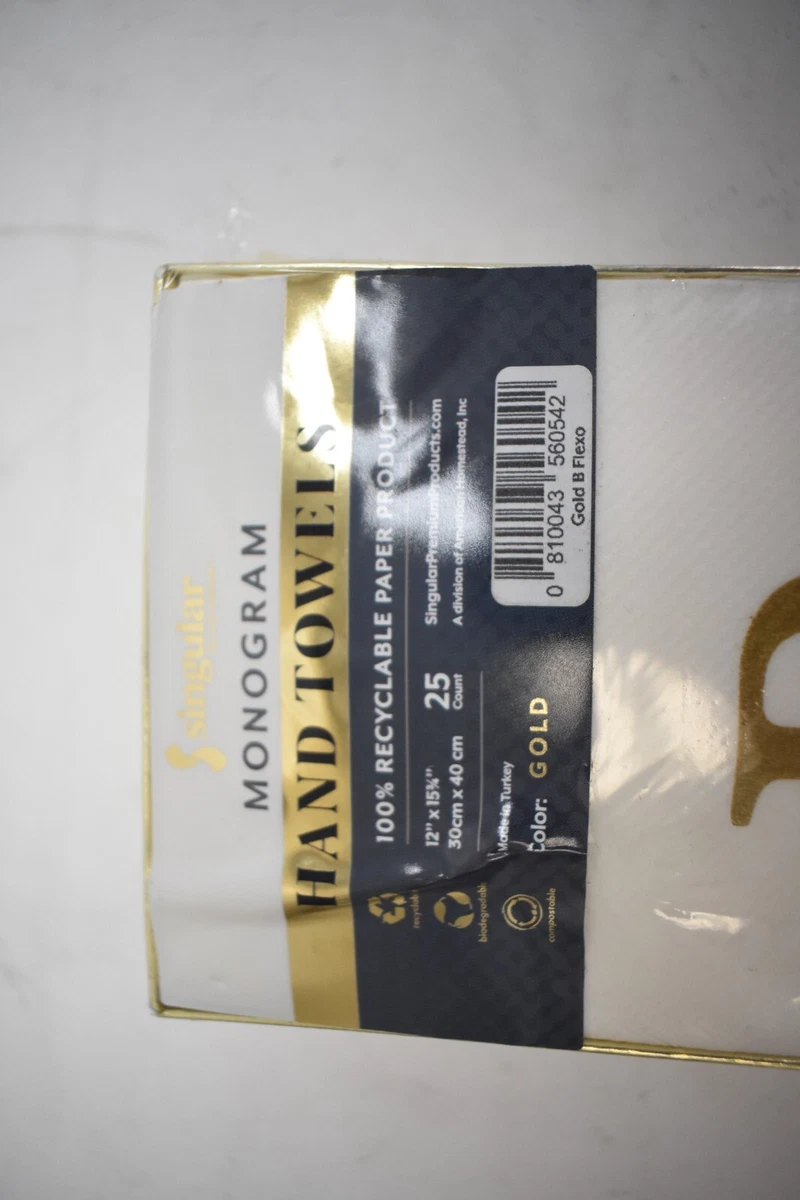 singular
MONOGRAM
HAND TOWELS
100% RECYCLABLE PAPER PRODUCT
12" x 15¾"
30cm x 40 cm
25
Count
SingularPremiumProducts.com
A division of American Homestead, Inc
Made in Turkey
Color: GOLD
recyclable
biodegradable
compostable
0 810043 560542
Gold B Flexo